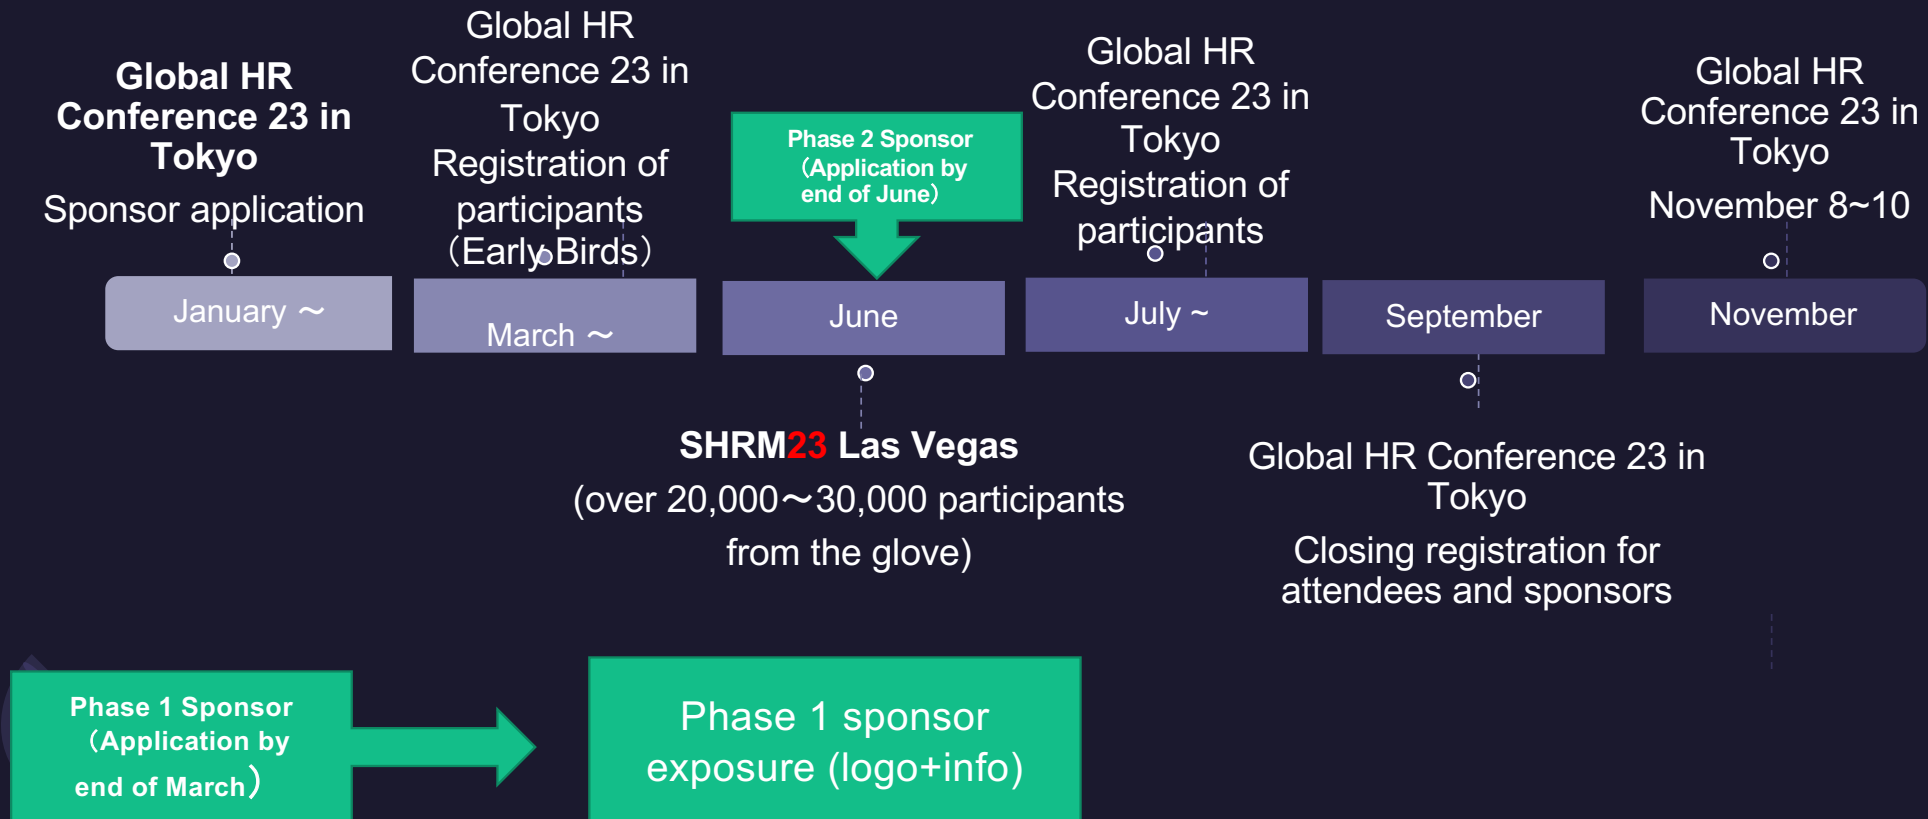 Global HR
Conference 23 in
Tokyo
Sponsor application
Global HR
Conference 23 in
Tokyo
Registration of
participants
（Early Birds）
Phase 2 Sponsor
（Application by
end of June）
Global HR
Conference 23 in
Tokyo
Registration of
participants
Global HR
Conference 23 in
Tokyo
November 8~10
January ～
March ～
June
July ~
September
November
SHRM23 Las Vegas
(over 20,000～30,000 participants
from the glove)
Global HR Conference 23 in
Tokyo
Closing registration for
attendees and sponsors
Phase 1 Sponsor
（Application by
end of March）
Phase 1 sponsor
exposure (logo+info)